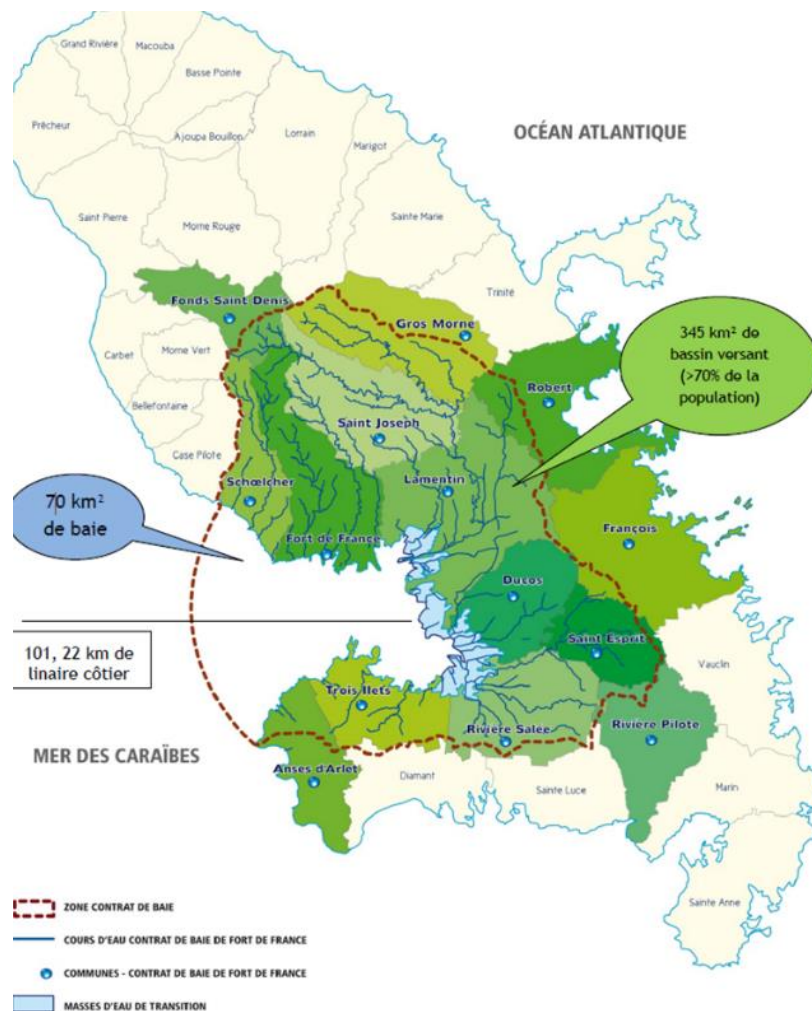 Grand Rivière
Macouba
Basse Pointe
Prêcheur
Ajoupa Bouillon
Lorrain
Marigot
OCÉAN ATLANTIQUE
Saint Pierre
Morne Rouge
Sainte Marie
Trinité
Fonds Saint Denis
Gros Morne
345 km² de
bassin versant
(>70% de la
population)
Carbet
Morne Vert
Robert
Bellefontaine
Saint Joseph
Case Pilote
Schœlcher
Lamentin
70 km²
de baie
François
Fort de France
Ducos
101, 22 km de
linaire côtier
Saint Esprit
Vauclin
Trois Ilets
Rivière Salée
Rivière Pilote
MER DES CARAÏBES
Anses d'Arlet
Diamant
Sainte Luce
Marin
Sainte Anne
ZONE CONTRAT DE BAIE
COURS D'EAU CONTRAT DE BAIE DE FORT DE FRANCE
COMMUNES - CONTRAT DE BAIE DE FORT DE FRANCE
MASSES D'EAU DE TRANSITION